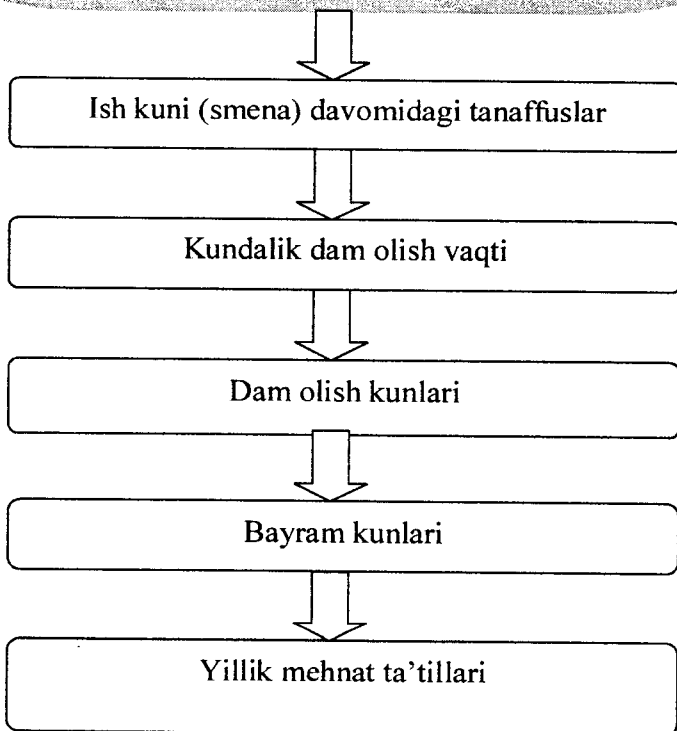 Ish kuni (smena) davomidagi tanaffuslar
Kundalik dam olish vaqti
Dam olish kunlari
Bayram kunlari
Yillik mehnat ta’tillari